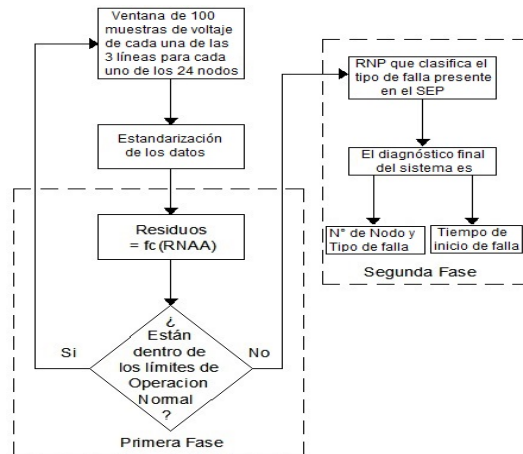 Ventana de 100
muestras de voltaje
de cada una de las
3 líneas para cada
uno de los 24 nodos
Estandarización
de los datos
Residuos
= fc(RNAA)
¿
Están
dentro de
los límites de
Operacion
Normal
?
Si
No
Primera Fase
RNP que clasifica el
tipo de falla presente
en el SEP
El diagnóstico final
del sistema es
N° de Nodo y
Tipo de falla
Tiempo de
inicio de falla
Segunda Fase